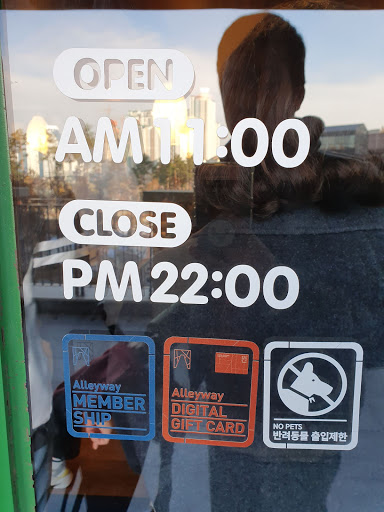 OPEN
AM 11:00
CLOSE
PM 22:00
Alleyway
MEMBER
SHIP
Alleyway
DIGITAL
GIFT CARD
NO PETS
반려동물 출입제한